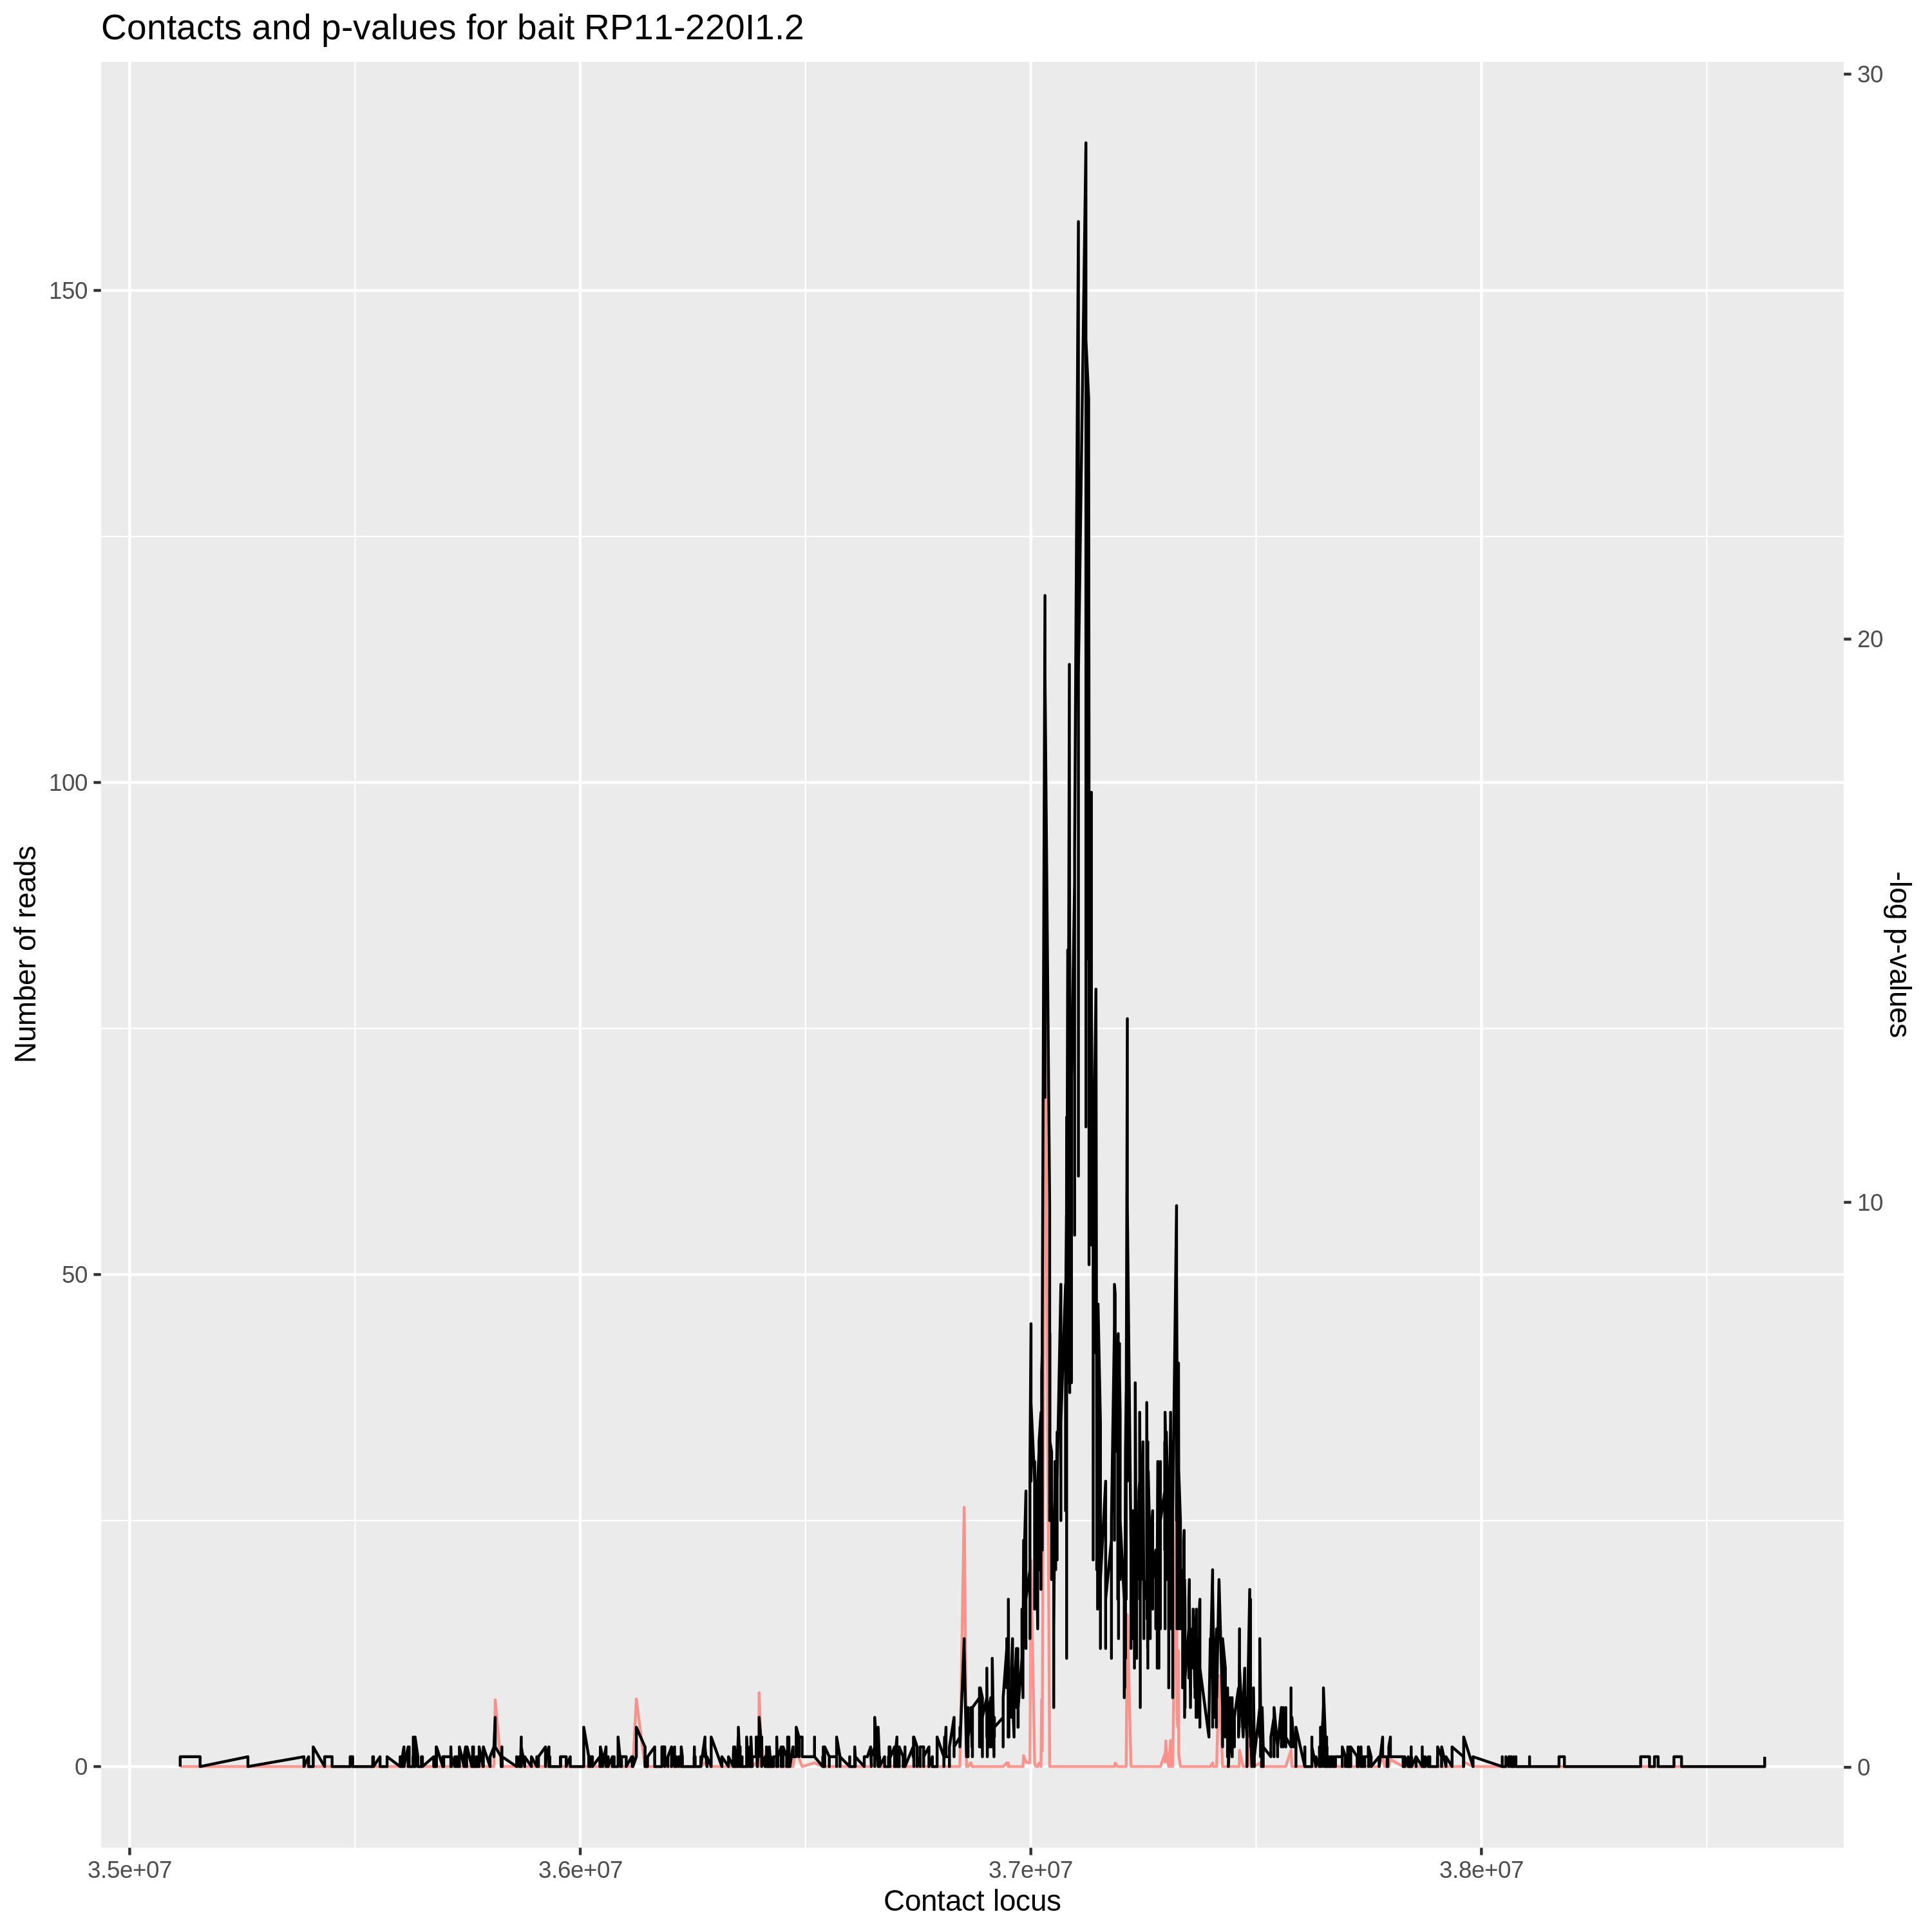 Contacts and p-values for bait RP11-220I1.2
30
150
20
100
Number of reads
-log p-values
10
50
0
0
3.5e+07
3.6e+07
3.7e+07
3.8e+07
Contact locus